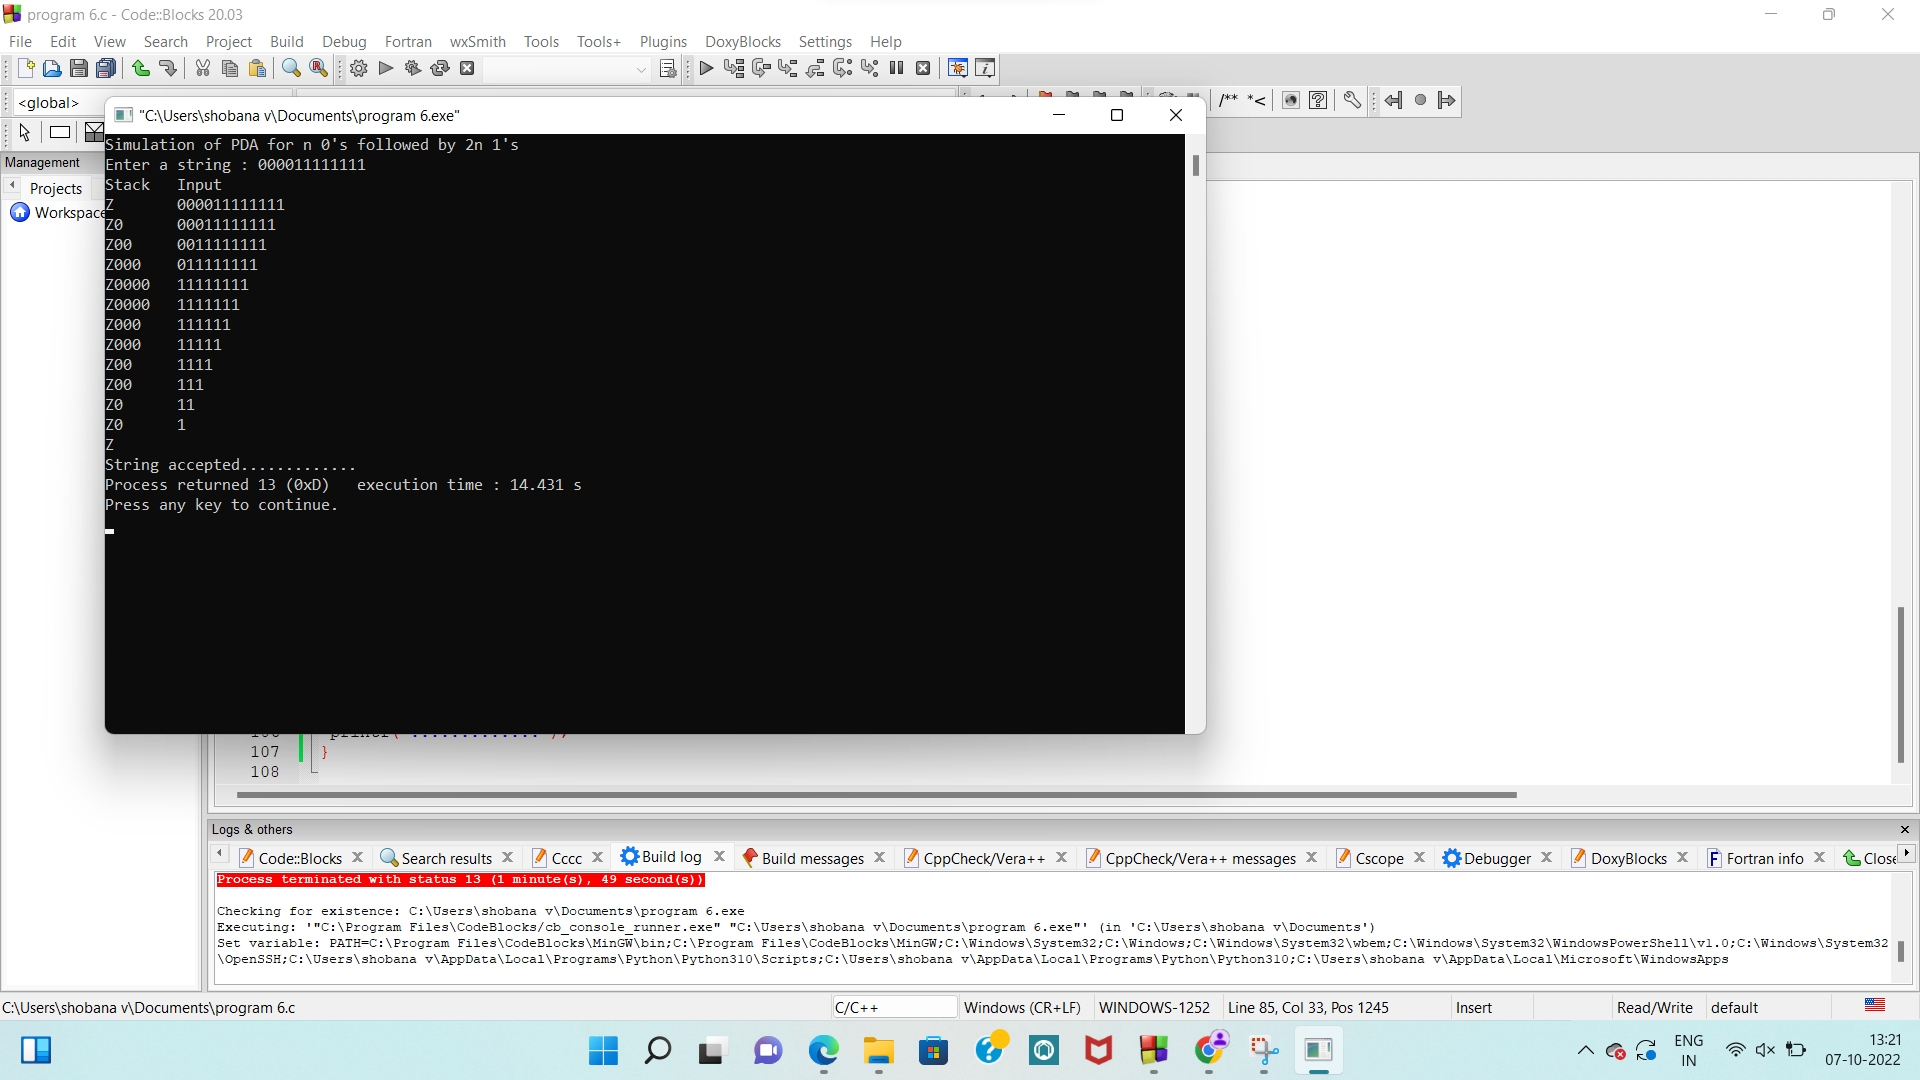 program 6.c - Code::Blocks 20.03
File Edit View Search Project Build Debug Fortran wxSmith Tools Tools+ Plugins DoxyBlocks Settings Help
<global>
/** *<
"C:\Users\shobana v\Documents\program 6.exe"
Management
Projects
Workspace
Simulation of PDA for n 0's followed by 2n 1's
Enter a string : 000011111111
Stack Input
Z 000011111111
Z0 00011111111
Z00 0011111111
Z000 011111111
Z0000 11111111
Z0000 1111111
Z000 111111
Z000 11111
Z00 1111
Z00 111
Z0 11
Z0 1
Z
String accepted.............
Process returned 13 (0xD) execution time : 14.431 s
Press any key to continue.
107 }
108
Logs & others
Code::Blocks Search results Cccc Build log Build messages CppCheck/Vera++ CppCheck/Vera++ messages Cscope Debugger DoxyBlocks Fortran info
Process terminated with status 13 (1 minute(s), 49 second(s))
Checking for existence: C:\Users\shobana v\Documents\program 6.exe
Executing: '"C:\Program Files\CodeBlocks/cb_console_runner.exe" "C:\Users\shobana v\Documents\program 6.exe"' (in 'C:\Users\shobana v\Documents')
Set variable: PATH=C:\Program Files\CodeBlocks\MinGW\bin;C:\Program Files\CodeBlocks\MinGW;C:\Windows\System32;C:\Windows;C:\Windows\System32\wbem;C:\Windows\System32\WindowsPowerShell\v1.0;C:\Windows\System32
\OpenSSH;C:\Users\shobana v\AppData\Local\Programs\Python\Python310\Scripts;C:\Users\shobana v\AppData\Local\Programs\Python\Python310;C:\Users\shobana v\AppData\Local\Microsoft\WindowsApps
C:\Users\shobana v\Documents\program 6.c C/C++ Windows (CR+LF) WINDOWS-1252 Line 85, Col 33, Pos 1245 Insert Read/Write default
ENG
IN
13:21
07-10-2022